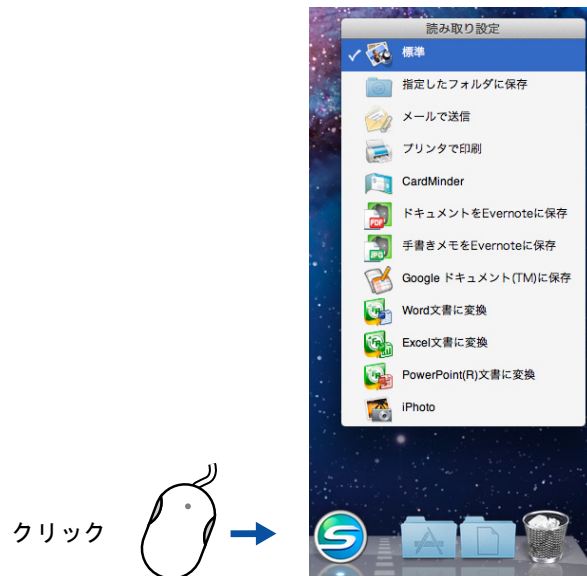 読み取り設定
標準
指定したフォルダに保存
メールで送信
プリンタで印刷
CardMinder
ドキュメントをEvernoteに保存
手書きメモをEvernoteに保存
Google ドキュメント(TM)に保存
Word文書に変換
Excel文書に変換
PowerPoint(R)文書に変換
iPhoto
クリック